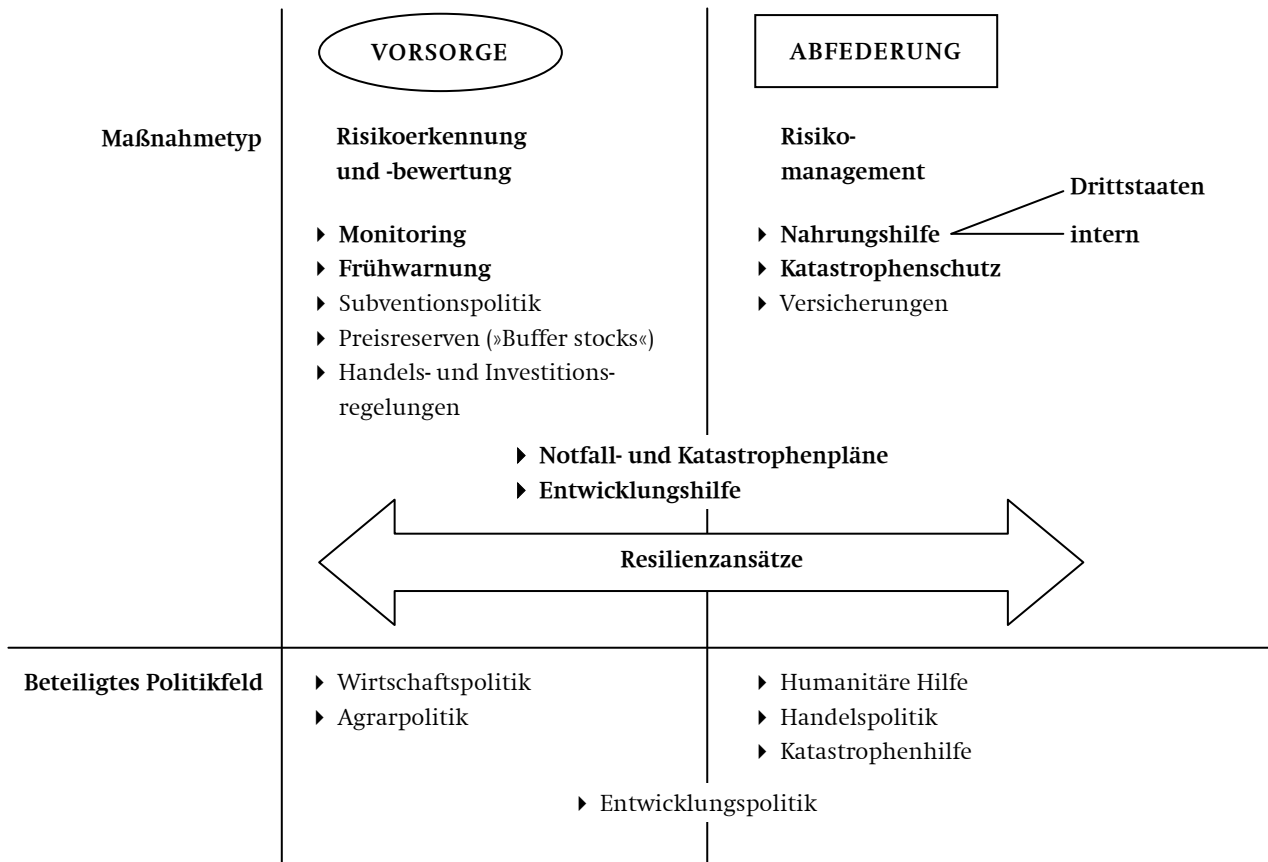 VORSORGE
ABFEDERUNG
Maßnahmetyp
Risikoerkennung
und -bewertung
Monitoring
Frühwarnung
Subventionspolitik
Preisreserven (»Buffer stocks«)
Handels- und Investitions-
regelungen
Risiko-
management
Nahrungshilfe
Drittstaaten
intern
Katastrophenschutz
Versicherungen
Notfall- und Katastrophenpläne
Entwicklungshilfe
Resilienzansätze
Beteiligtes Politikfeld
Wirtschaftspolitik
Agrarpolitik
Humanitäre Hilfe
Handelspolitik
Katastrophenhilfe
Entwicklungspolitik